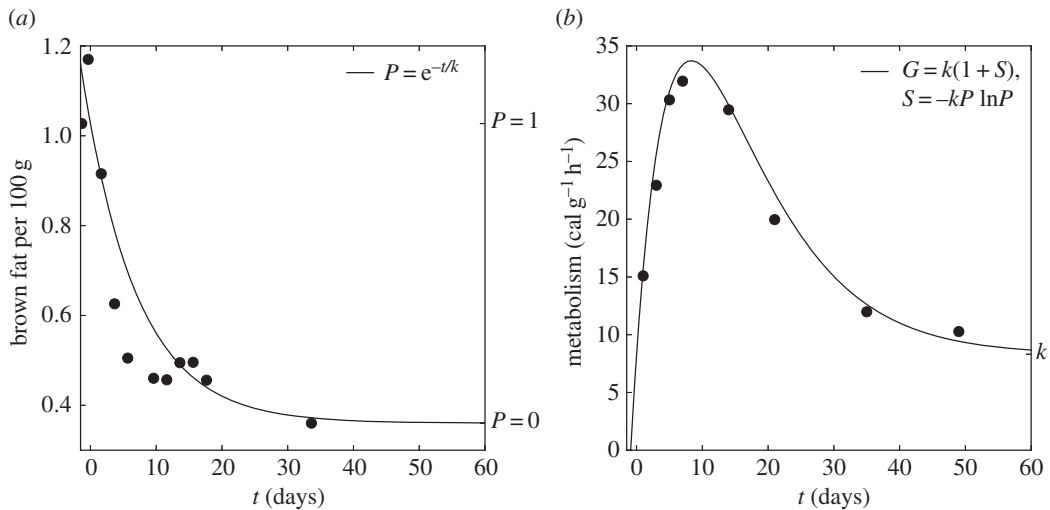 (a)
1.2
1.0
0.8
0.6
0.4
brown fat per 100 g
P = e^{–t/k}
P = 1
P = 0
0 10 20 30 40 50 60
t (days)
(b)
35
30
25
20
15
10
5
0
metabolism (cal g^{–1} h^{–1})
G = k(1 + S),
S = –kP lnP
k
0 10 20 30 40 50 60
t (days)